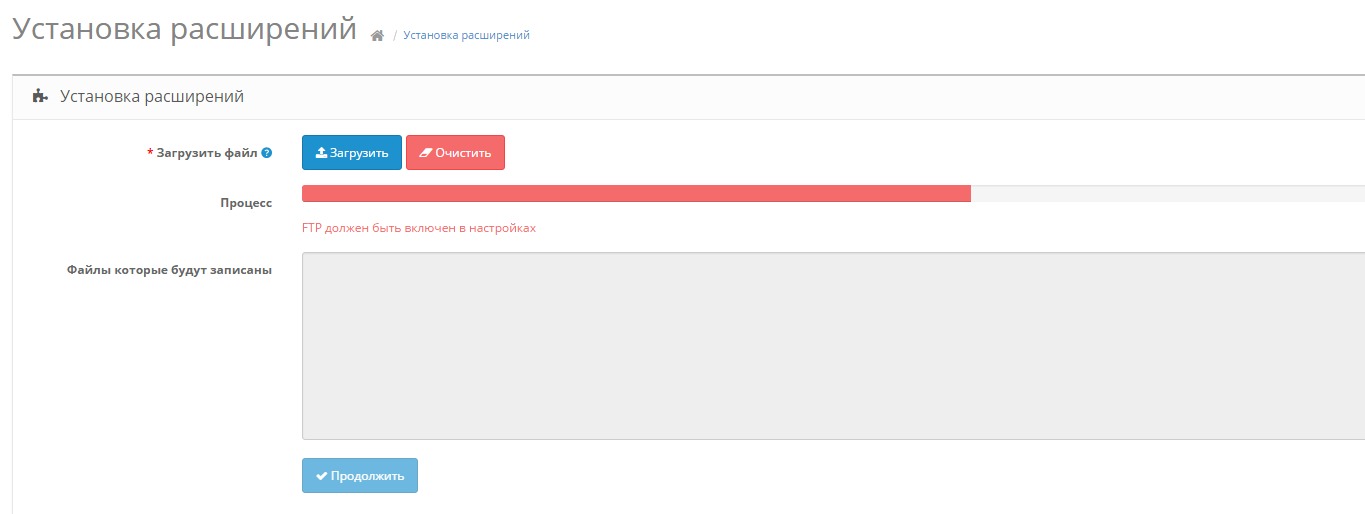 Установка расширений / Установка расширений
Установка расширений
* Загрузить файл ? Загрузить Очистить
Процесс
FTP должен быть включен в настройках
Файлы которые будут записаны
Продолжить